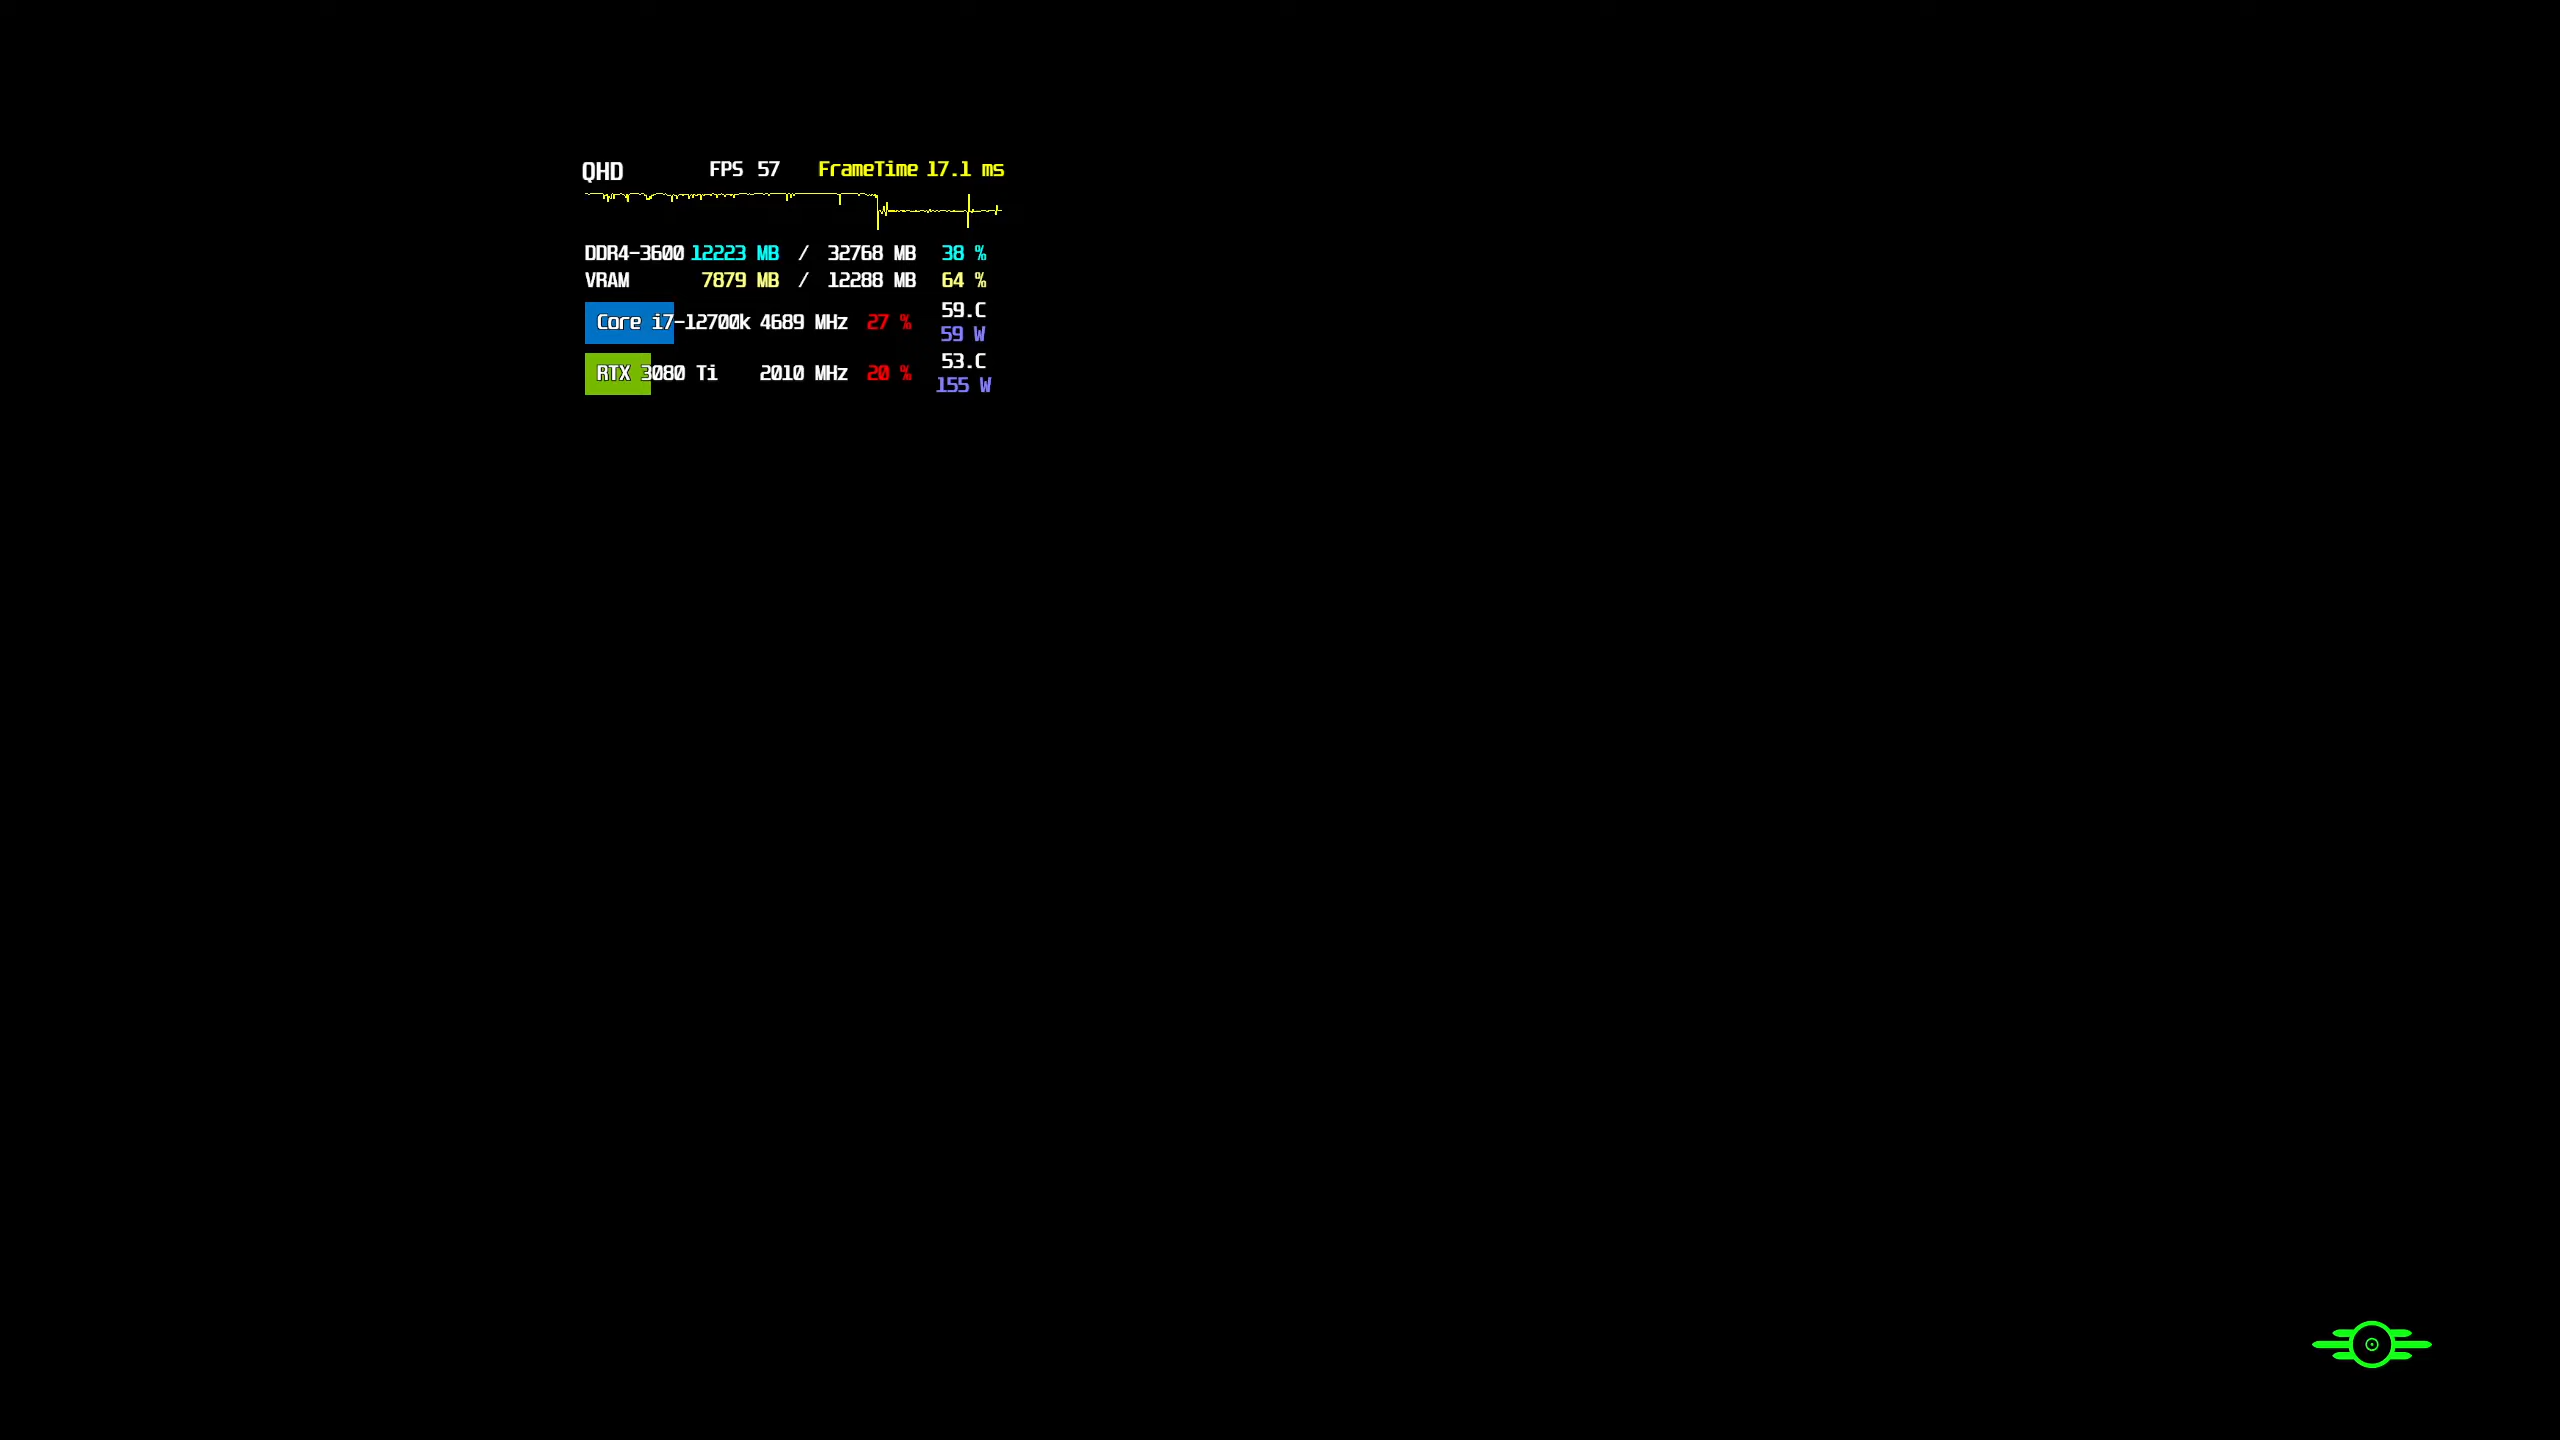 QHD FPS 57 FrameTime 17.1 ms
DDR4-3600 12223 MB / 32768 MB 38 %
VRAM 7879 MB / 12288 MB 64 %
Core i7-12700k 4689 MHz 27 % 59.C
59 W
RTX 3080 Ti 2010 MHz 20 % 53.C
155 W